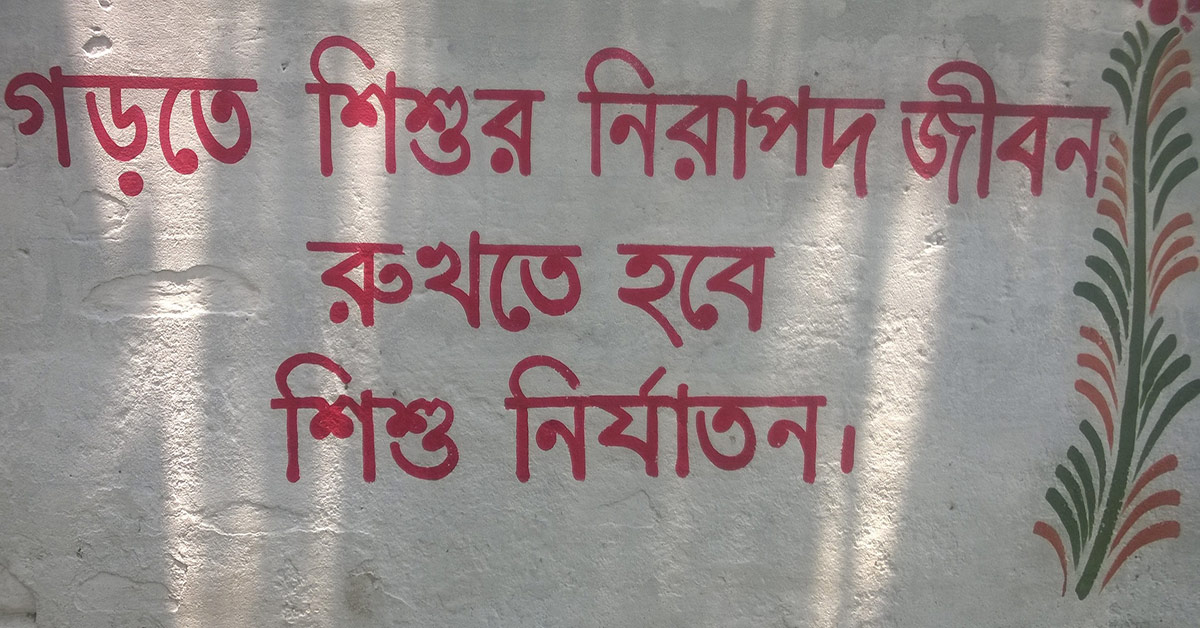 গড়তে শিশুর নিরাপদ জীবন
রুখতে হবে
শিশু নির্যাতন।